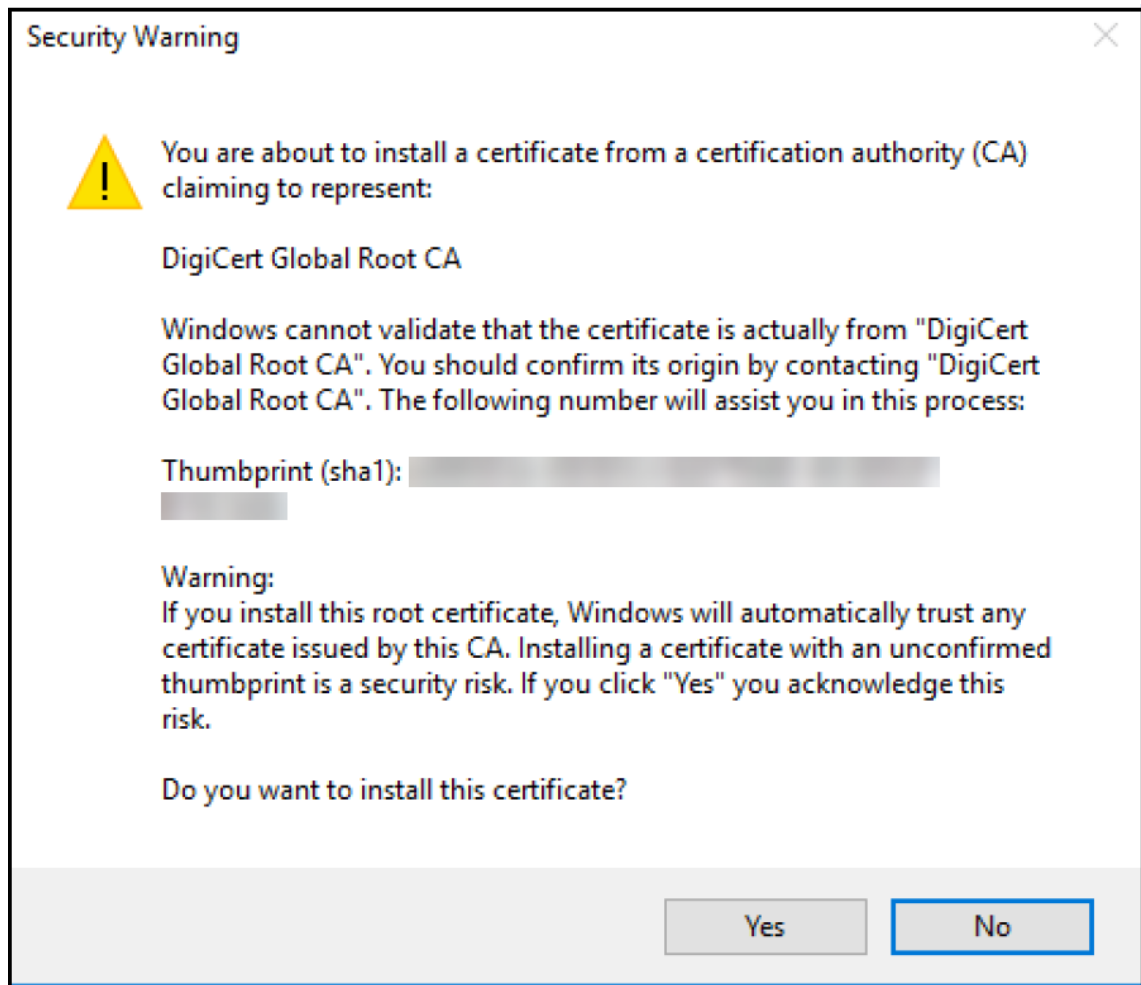 Security Warning
You are about to install a certificate from a certification authority (CA)
claiming to represent:
DigiCert Global Root CA
Windows cannot validate that the certificate is actually from "DigiCert
Global Root CA". You should confirm its origin by contacting "DigiCert
Global Root CA". The following number will assist you in this process:
Thumbprint (sha1):
Warning:
If you install this root certificate, Windows will automatically trust any
certificate issued by this CA. Installing a certificate with an unconfirmed
thumbprint is a security risk. If you click "Yes" you acknowledge this
risk.
Do you want to install this certificate?
Yes
No